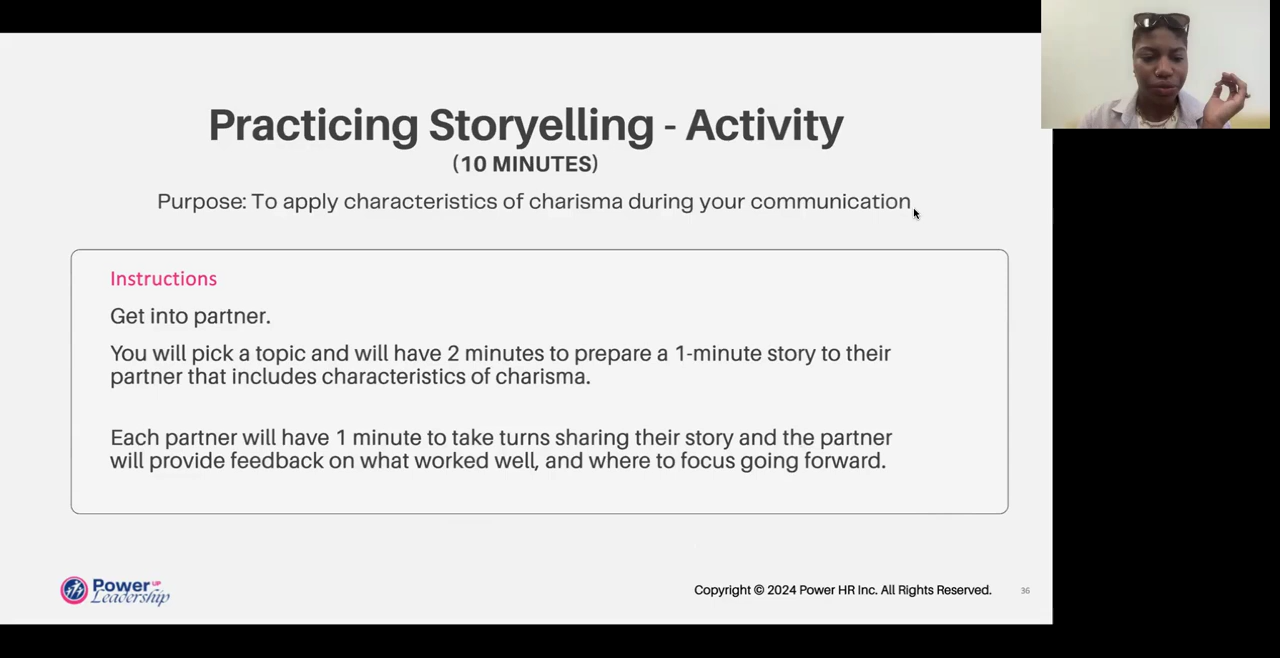 Practicing Storyelling - Activity
(10 MINUTES)
Purpose: To apply characteristics of charisma during your communication
Instructions
Get into partner.
You will pick a topic and will have 2 minutes to prepare a 1-minute story to their
partner that includes characteristics of charisma.
Each partner will have 1 minute to take turns sharing their story and the partner
will provide feedback on what worked well, and where to focus going forward.
Power UP
Leadership
Copyright © 2024 Power HR Inc. All Rights Reserved.
36